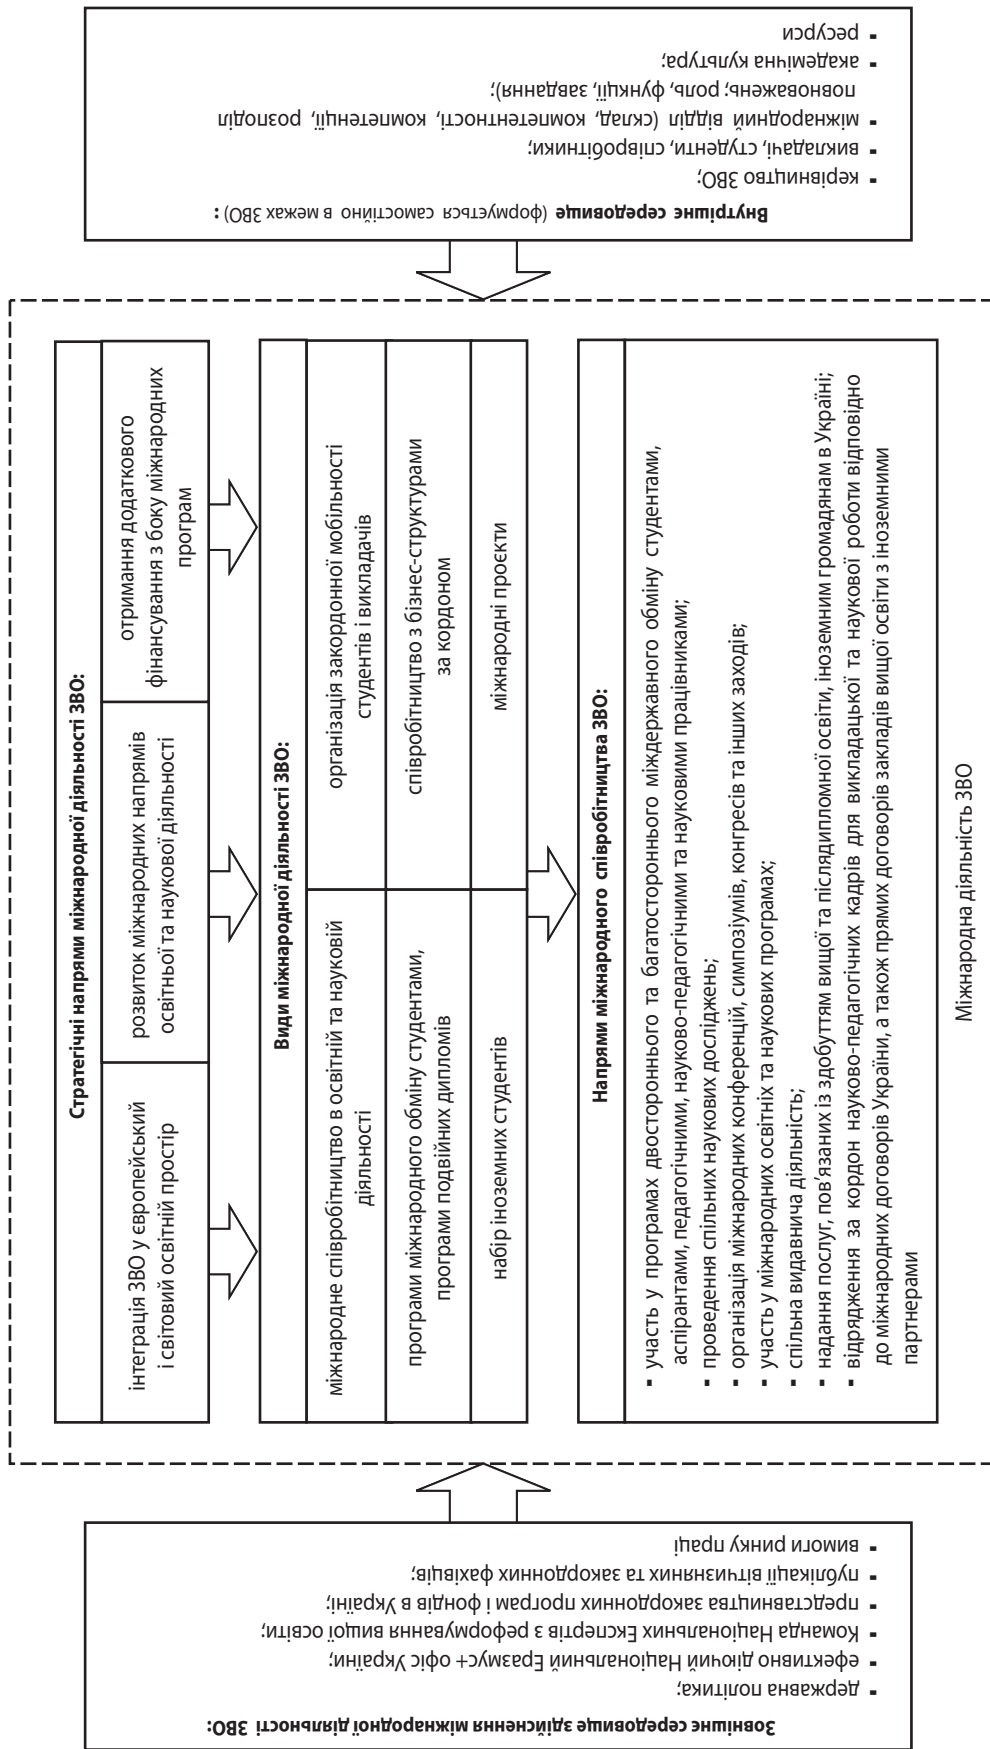 Зовнішнє середовище здійснення міжнародної діяльності ЗВО:
▪ державна політика;
▪ ефективно діючий Національний Еразмус+ офіс України;
▪ Команда Національних Експертів з реформування вищої освіти;
▪ представництва закордонних програм і фондів в Україні;
▪ публікації вітчизняних та закордонних фахівців;
▪ вимоги ринку праці
Стратегічні напрями міжнародної діяльності ЗВО:
інтеграція ЗВО у європейський
і світовий освітній простір
розвиток міжнародних напрямів
освітньої та наукової діяльності
отримання додаткового
фінансування з боку міжнародних
програм
Види міжнародної діяльності ЗВО:
міжнародне співробітництво в освітній та науковій
діяльності
організація закордонної мобільності
студентів і викладачів
програми міжнародного обміну студентами,
програми подвійних дипломів
співробітництво з бізнес-структурами
за кордоном
набір іноземних студентів
міжнародні проєкти
Напрями міжнародного співробітництва ЗВО:
▪ участь у програмах двостороннього та багатостороннього міждержавного обміну студентами,
аспірантами, педагогічними, науково-педагогічними та науковими працівниками;
▪ проведення спільних наукових досліджень;
▪ організація міжнародних конференцій, симпозіумів, конгресів та інших заходів;
▪ участь у міжнародних освітніх та наукових програмах;
▪ спільна видавнича діяльність;
▪ надання послуг, пов'язаних із здобуттям вищої та післядипломної освіти, іноземним громадянам в Україні;
▪ відрядження за кордон науково-педагогічних кадрів для викладацької та наукової роботи відповідно
до міжнародних договорів України, а також прямих договорів закладів вищої освіти з іноземними
партнерами
Міжнародна діяльність ЗВО
Внутрішнє середовище (формується самостійно в межах ЗВО) :
▪ керівництво ЗВО;
▪ викладачі, студенти, співробітники;
▪ міжнародний відділ (склад, компетентності, компетенції, розподіл
повноважень; роль, функції, завдання);
▪ академічна культура;
▪ ресурси